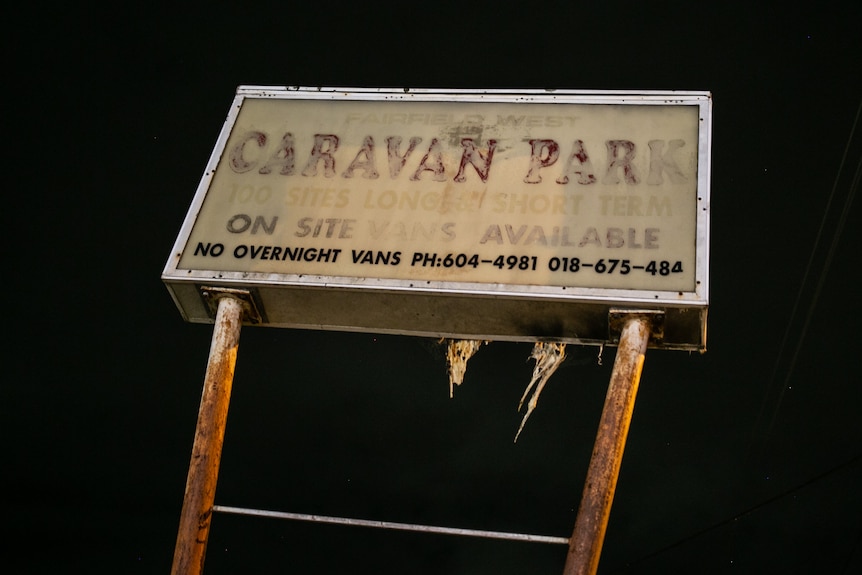 FAIRFIELD WEST
CARAVAN PARK
100 SITES LONG & SHORT TERM
ON SITE VANS AVAILABLE
NO OVERNIGHT VANS PH:604-4981 018-675-484